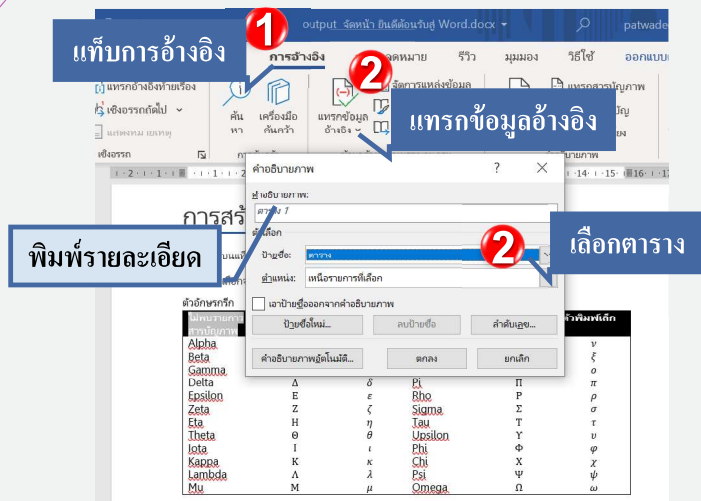 output_จัดหน้า ยินดีต้อนรับสู่ Word.docx
patwade
1
แท็บการอ้างอิง
การอ้างอิง
จดหมาย
รีวิว
มุมมอง
วิธีใช้
ออกแบบ
2
แทรกอ้างอิงท้ายเรื่อง
เชิงอรรถถัดไป
เชิงอรรถ
ค้น
หา
เครื่องมือ
ค้นคว้า
แทรกข้อมูล
อ้างอิง
จัดการแหล่งข้อมูล
แทรกสารบัญภาพ
แทรกข้อมูลอ้างอิง
คำอธิบายภาพ
?
คำอธิบายภาพ:
ตาราง 1
ตัวเลือก
ป้ายชื่อ:
ตาราง
ตำแหน่ง:
เหนือรายการที่เลือก
เอาป้ายชื่อออกจากคำอธิบายภาพ
ป้ายชื่อใหม่...
ลบป้ายชื่อ
ลำดับเลข...
คำอธิบายภาพอัตโนมัติ...
ตกลง
ยกเลิก
2
เลือกตาราง
พิมพ์รายละเอียด
การสร้
ตัวอักษรกรีก
ตัวพิมพ์เล็ก
Alpha ν
Beta ξ
Gamma ο
Delta Δ δ Pi Π π
Epsilon Ε ε Rho Ρ ρ
Zeta Ζ ζ Sigma Σ σ
Eta Η η Tau Τ τ
Theta Θ θ Upsilon Υ υ
Iota Ι ι Phi Φ φ
Kappa Κ κ Chi Χ χ
Lambda Λ λ Psi Ψ ψ
Mu Μ μ Omega Ω ω